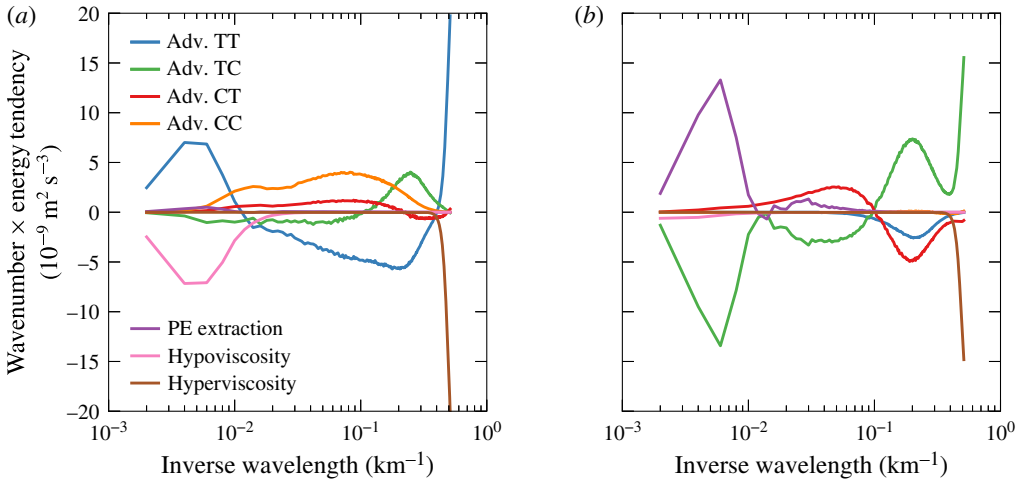 (a)
(b)
Wavenumber × energy tendency
(10⁻⁹ m² s⁻³)
20
15
10
5
0
−5
−10
−15
−20
Adv. TT
Adv. TC
Adv. CT
Adv. CC
PE extraction
Hypoviscosity
Hyperviscosity
10⁻³ 10⁻² 10⁻¹ 10⁰
10⁻³ 10⁻² 10⁻¹ 10⁰
Inverse wavelength (km⁻¹)
Inverse wavelength (km⁻¹)